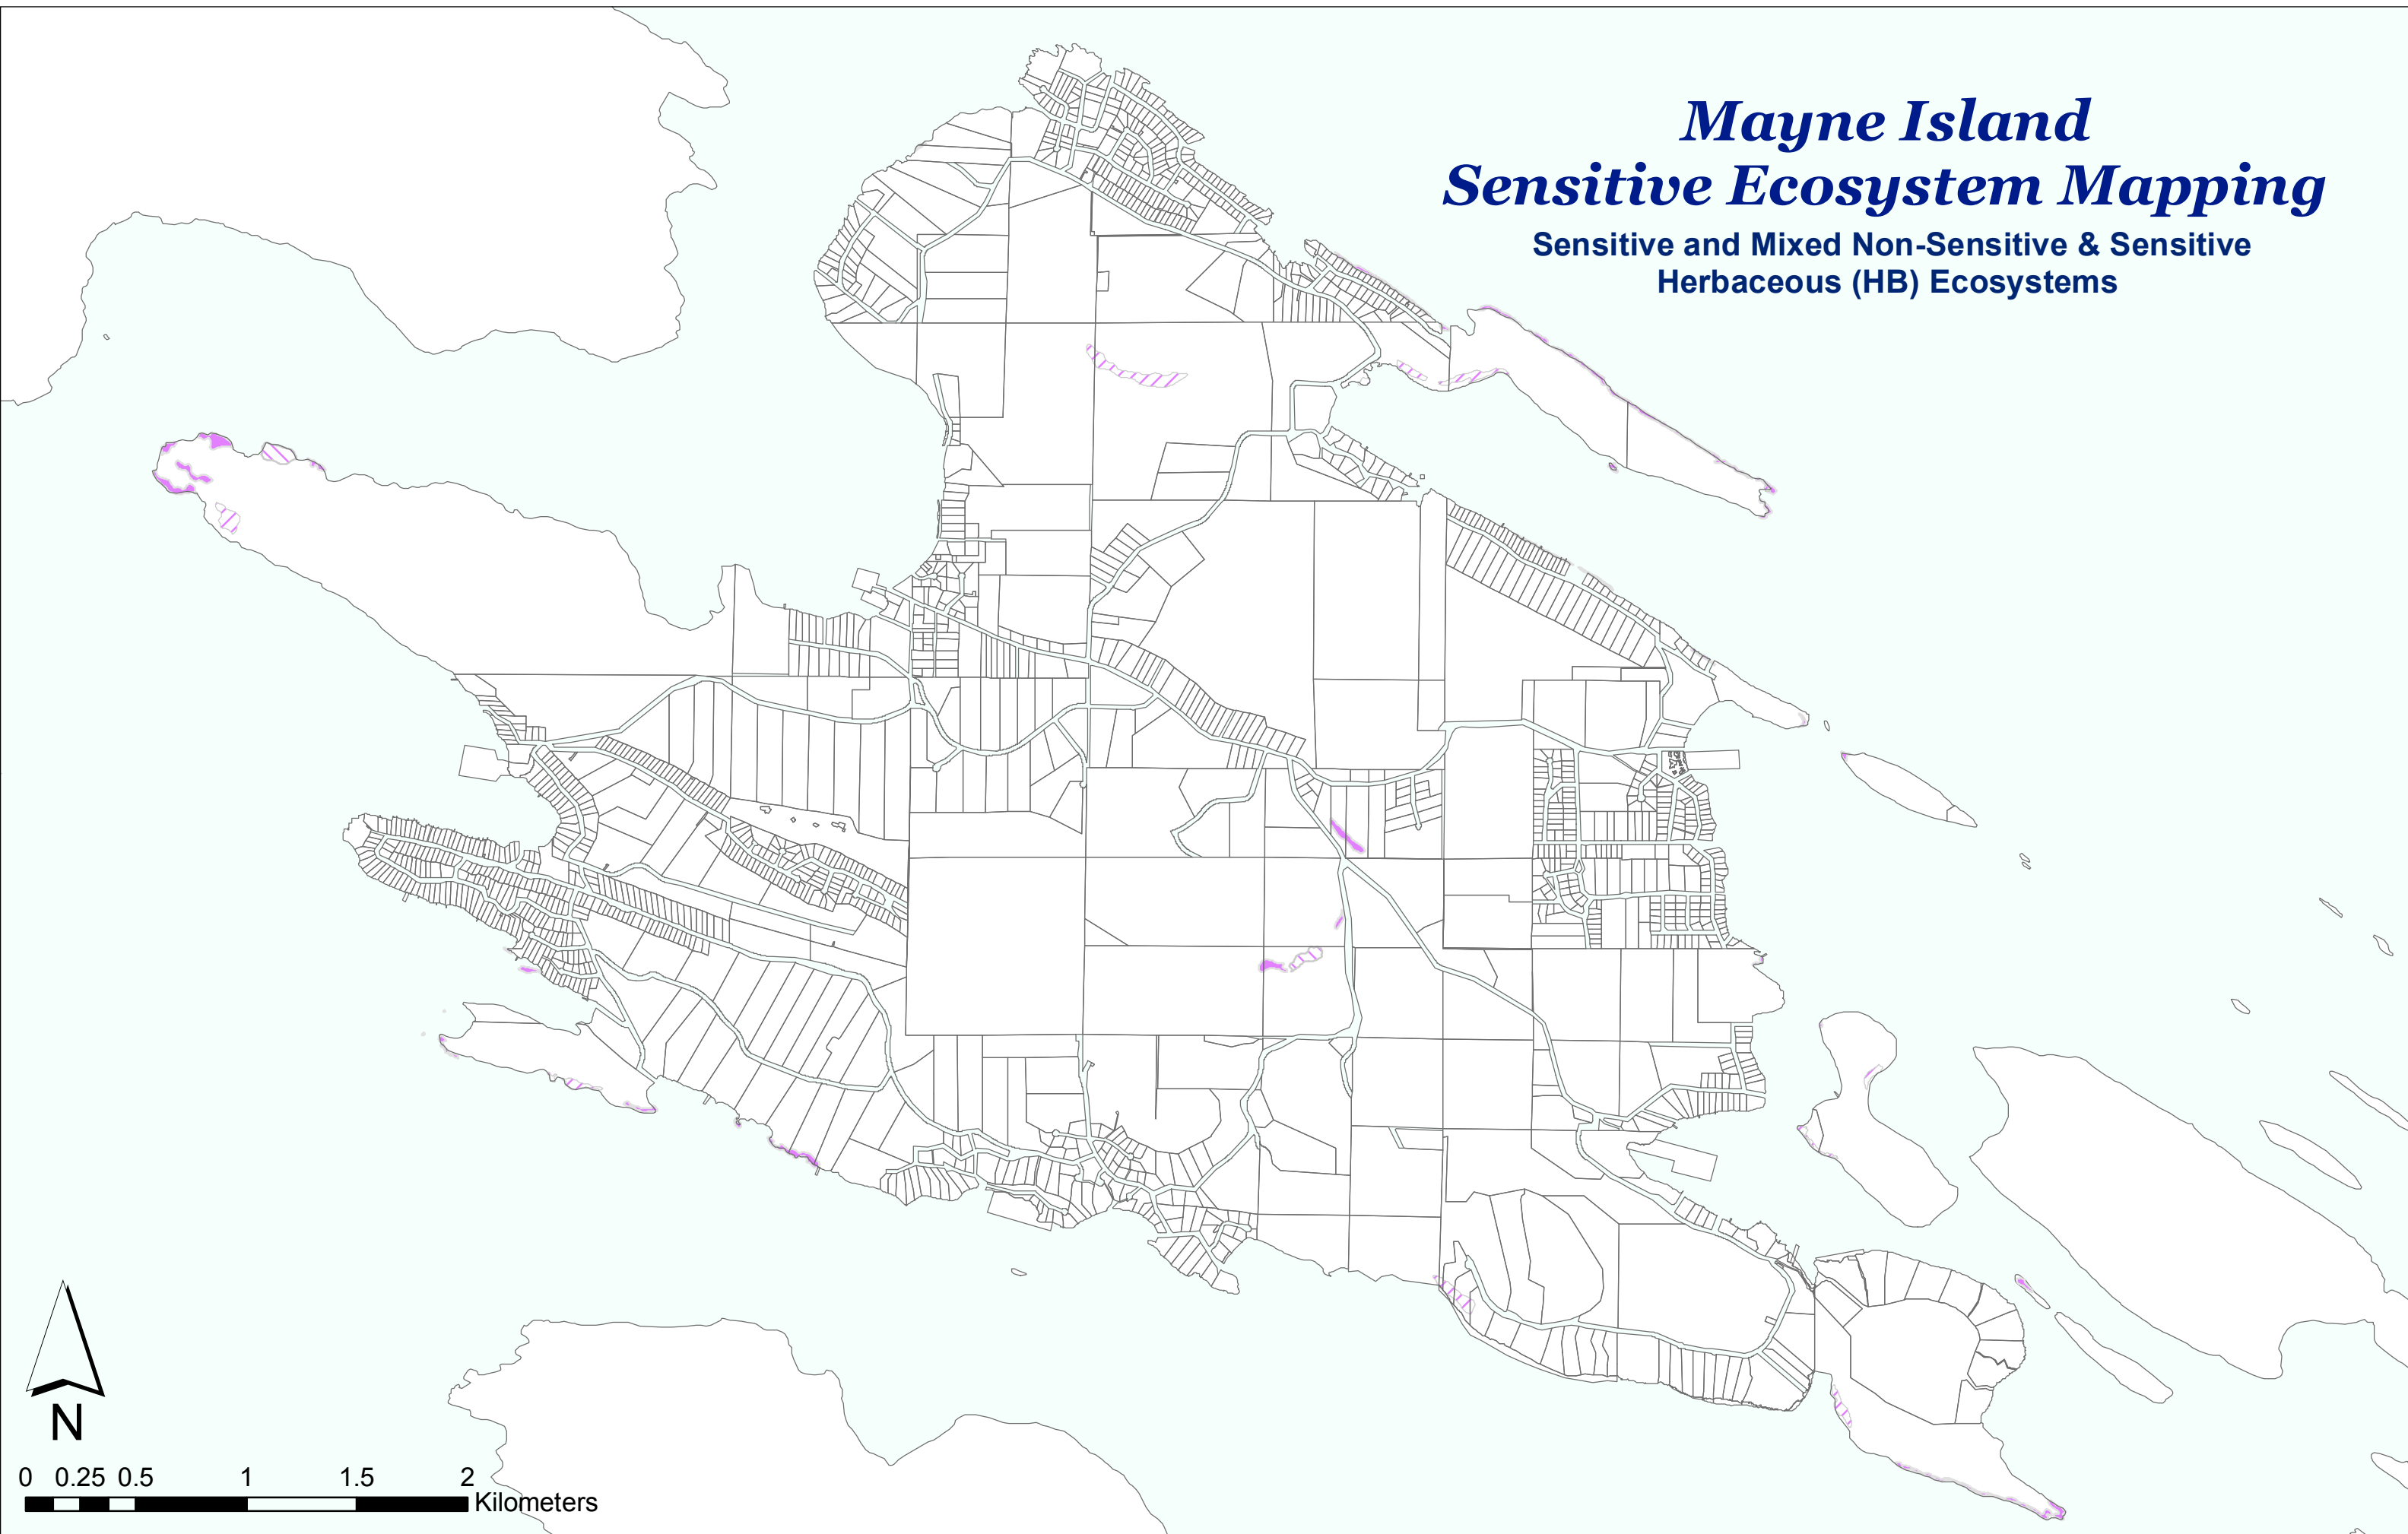 Mayne Island
Sensitive Ecosystem Mapping
Sensitive and Mixed Non-Sensitive & Sensitive
Herbaceous (HB) Ecosystems
N
0 0.25 0.5 1 1.5 2
Kilometers